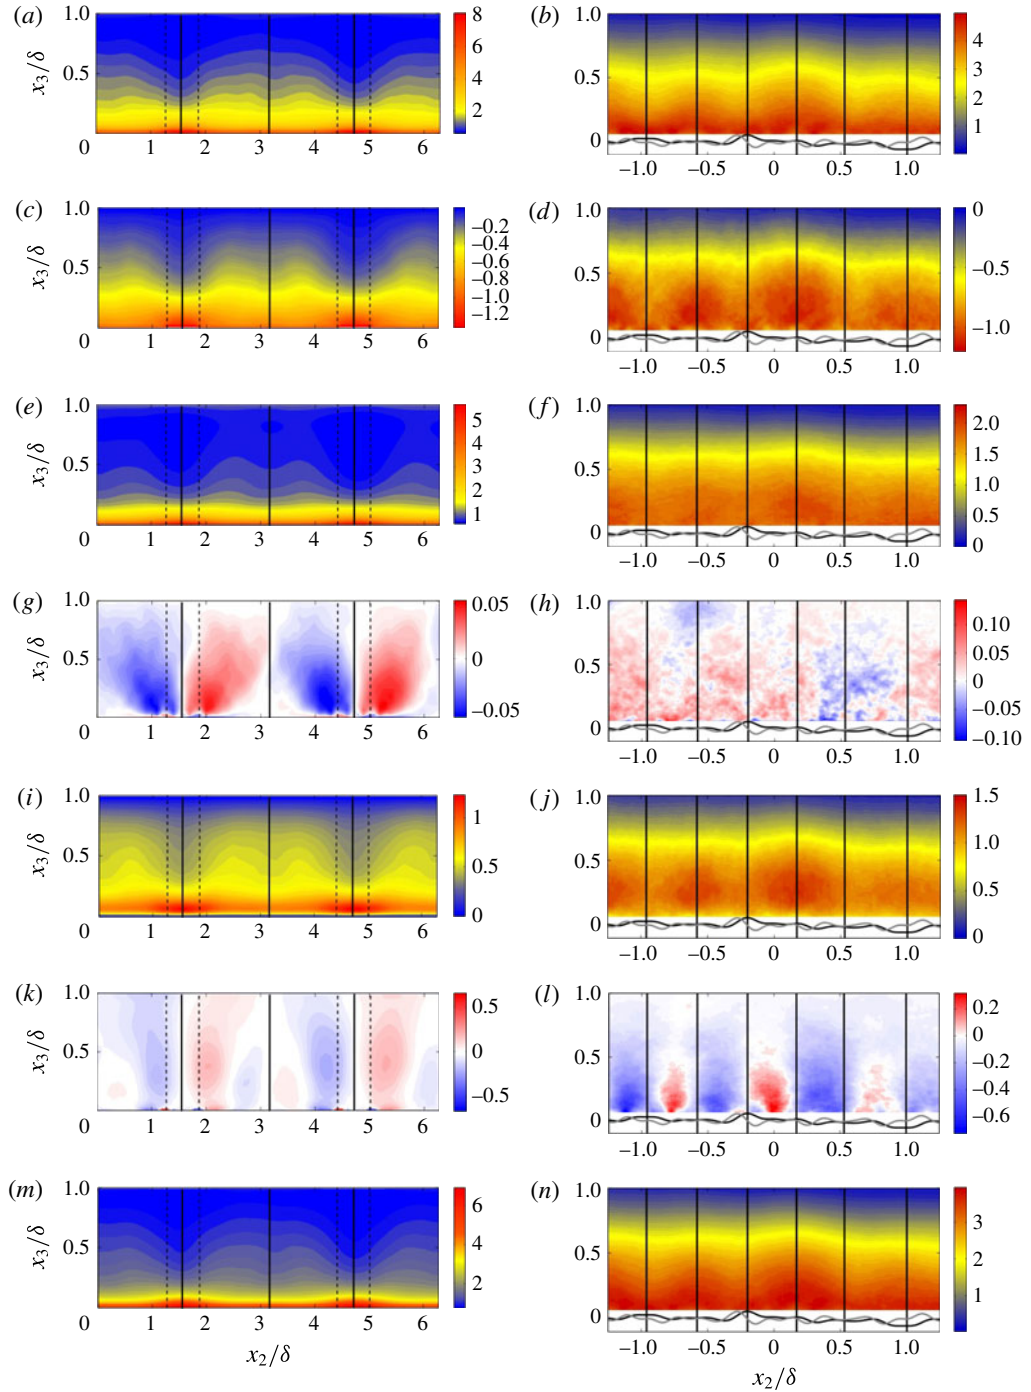 (a) 1.0 0.5 0 x3/δ 1 2 3 4 5 6 8 6 4 2
(b) 1.0 0.5 0 −1.0 −0.5 0 0.5 1.0 4 3 2 1
(c) 1.0 0.5 0 x3/δ 1 2 3 4 5 6 −0.2 −0.4 −0.6 −0.8 −1.0 −1.2
(d) 1.0 0.5 0 −1.0 −0.5 0 0.5 1.0 0 −0.5 −1.0
(e) 1.0 0.5 0 x3/δ 1 2 3 4 5 6 5 4 3 2 1
(f) 1.0 0.5 0 −1.0 −0.5 0 0.5 1.0 2.0 1.5 1.0 0.5 0
(g) 1.0 0.5 0 x3/δ 1 2 3 4 5 6 0.05 0 −0.05
(h) 1.0 0.5 0 −1.0 −0.5 0 0.5 1.0 0.10 0.05 0 −0.05 −0.10
(i) 1.0 0.5 0 x3/δ 1 2 3 4 5 6 1 0.5 0
(j) 1.0 0.5 0 −1.0 −0.5 0 0.5 1.0 1.5 1.0 0.5 0
(k) 1.0 0.5 0 x3/δ 1 2 3 4 5 6 0.5 0 −0.5
(l) 1.0 0.5 0 −1.0 −0.5 0 0.5 1.0 0.2 0 −0.2 −0.4 −0.6
(m) 1.0 0.5 0 x3/δ 1 2 3 4 5 6 6 4 2
x2/δ
(n) 1.0 0.5 0 −1.0 −0.5 0 0.5 1.0 3 2 1
x2/δ